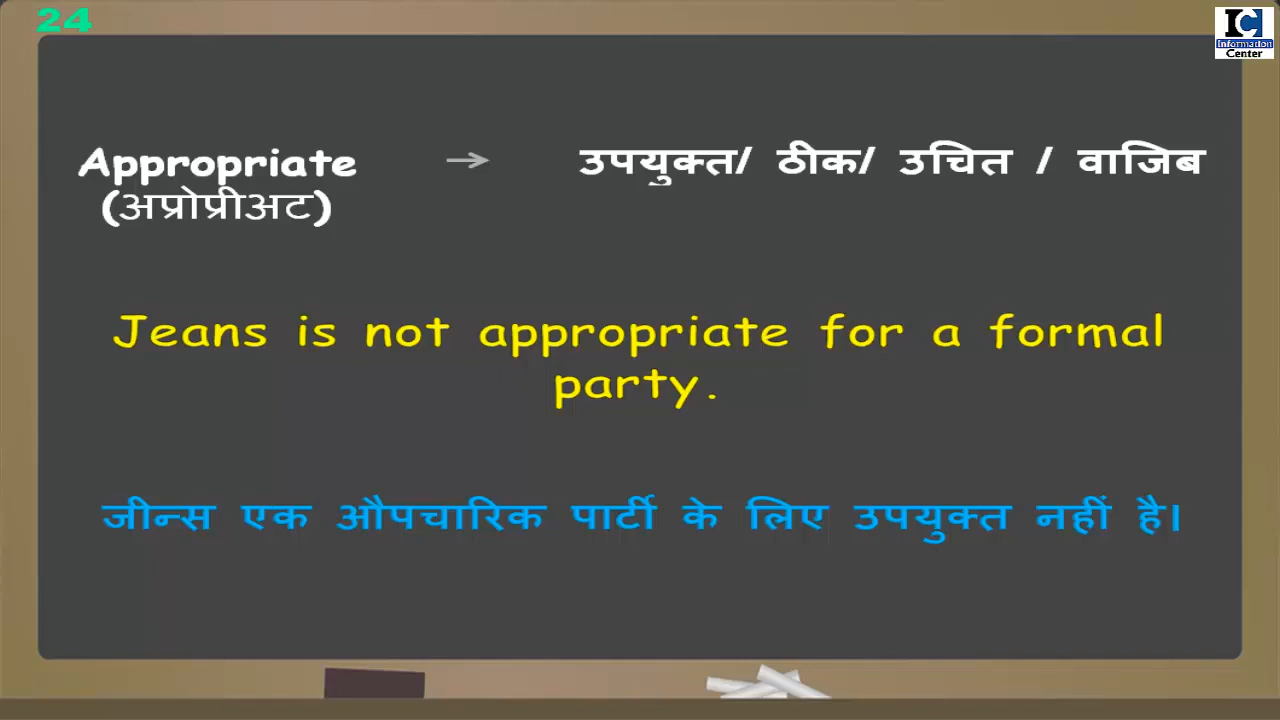 24
IC
Information
Center
Appropriate → उपयुक्त/ ठीक/ उचित / वाजिब
(अप्रोप्रीअट)
Jeans is not appropriate for a formal
party.
जीन्स एक औपचारिक पार्टी के लिए उपयुक्त नहीं है।